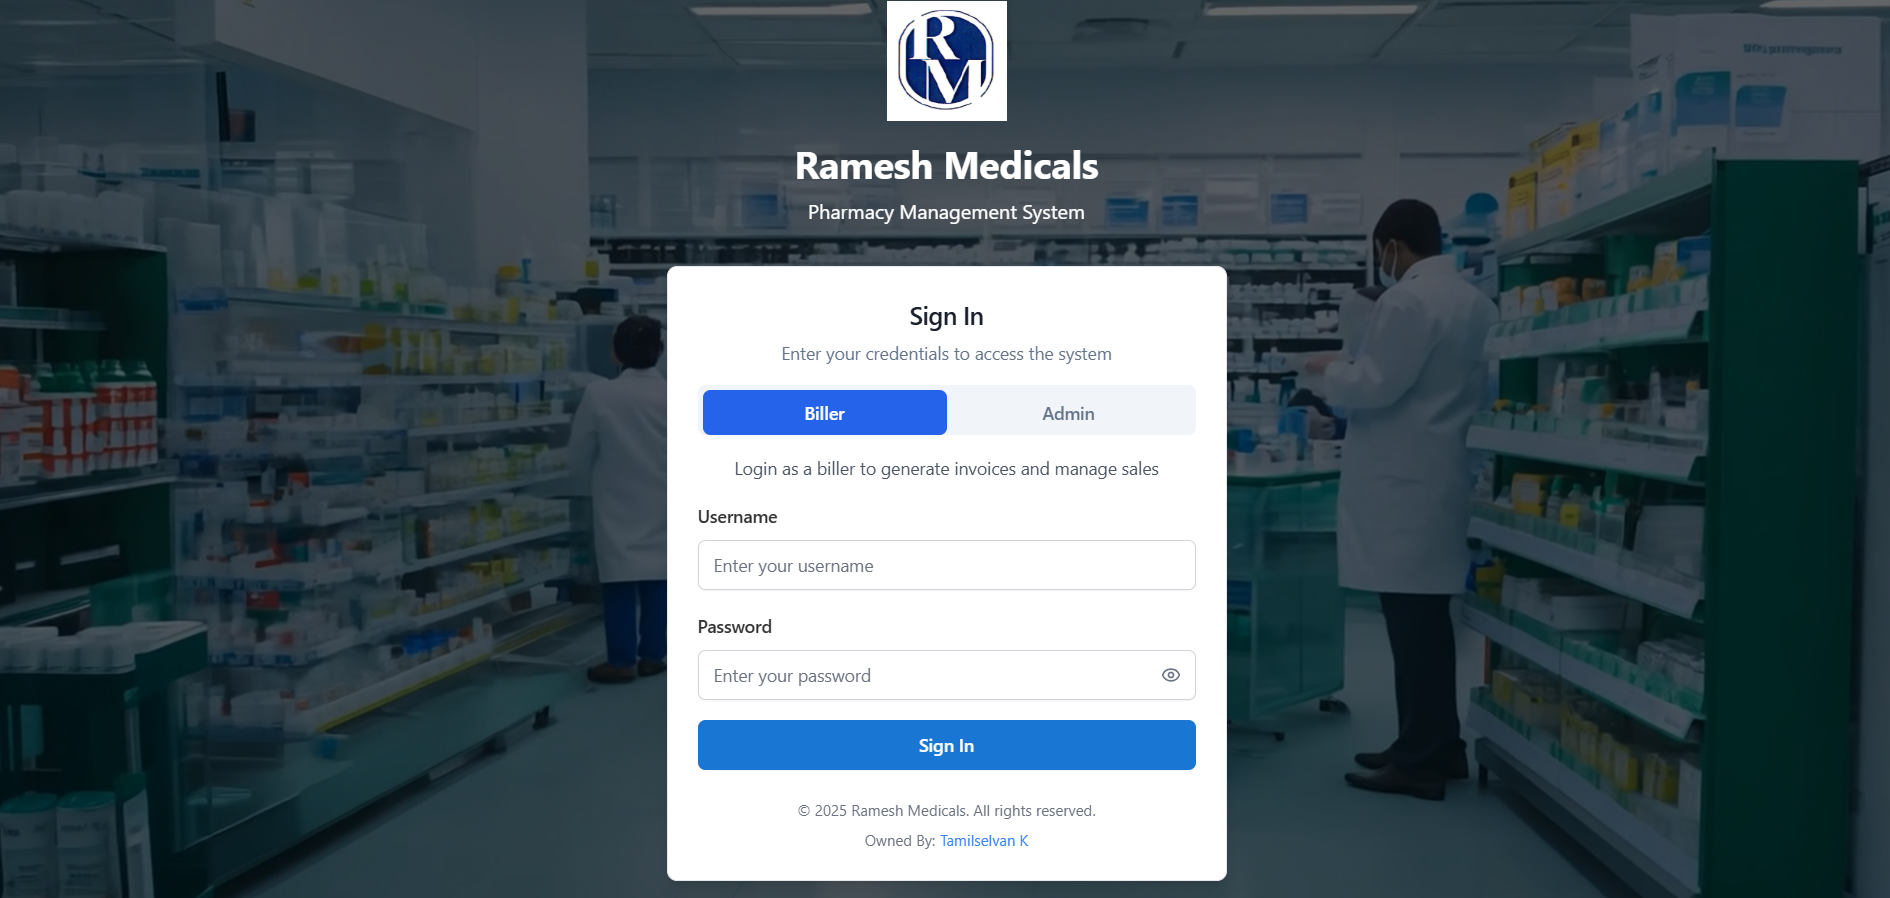 RM
Ramesh Medicals
Pharmacy Management System
Sign In
Enter your credentials to access the system
Biller
Admin
Login as a biller to generate invoices and manage sales
Username
Enter your username
Password
Enter your password
Sign In
© 2025 Ramesh Medicals. All rights reserved.
Owned By: Tamilselvan K